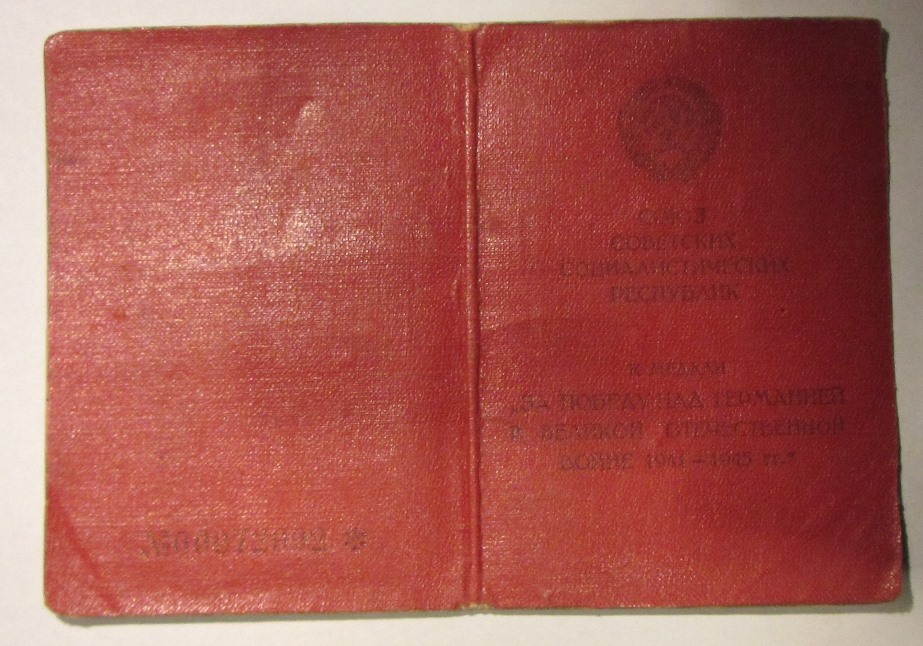 СОЮЗ
СОВЕТСКИХ
СОЦИАЛИСТИЧЕСКИХ
РЕСПУБЛИК
К МЕДАЛИ
„ЗА ПОБЕДУ НАД ГЕРМАНИЕЙ
В ВЕЛИКОЙ ОТЕЧЕСТВЕННОЙ
ВОЙНЕ 1941–1945 гг.“